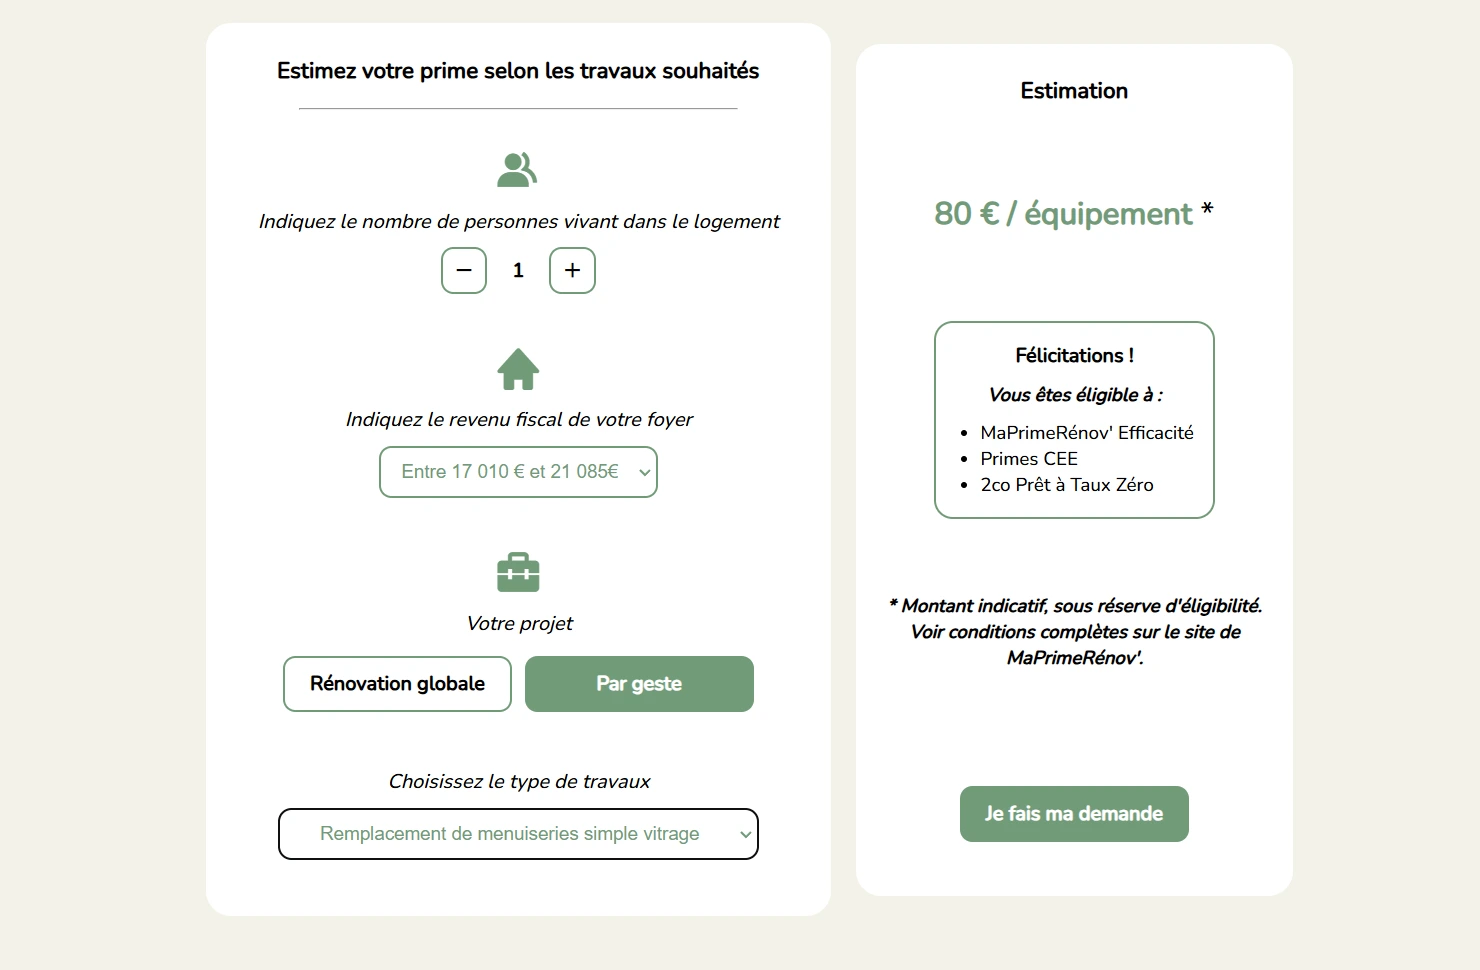 Estimez votre prime selon les travaux souhaités
Indiquez le nombre de personnes vivant dans le logement
− 1 +
Indiquez le revenu fiscal de votre foyer
Entre 17 010 € et 21 085€
Votre projet
Rénovation globale
Par geste
Choisissez le type de travaux
Remplacement de menuiseries simple vitrage
Estimation
80 € / équipement *
Félicitations !
Vous êtes éligible à :
• MaPrimeRénov' Efficacité
• Primes CEE
• 2co Prêt à Taux Zéro
* Montant indicatif, sous réserve d'éligibilité.
Voir conditions complètes sur le site de
MaPrimeRénov'.
Je fais ma demande